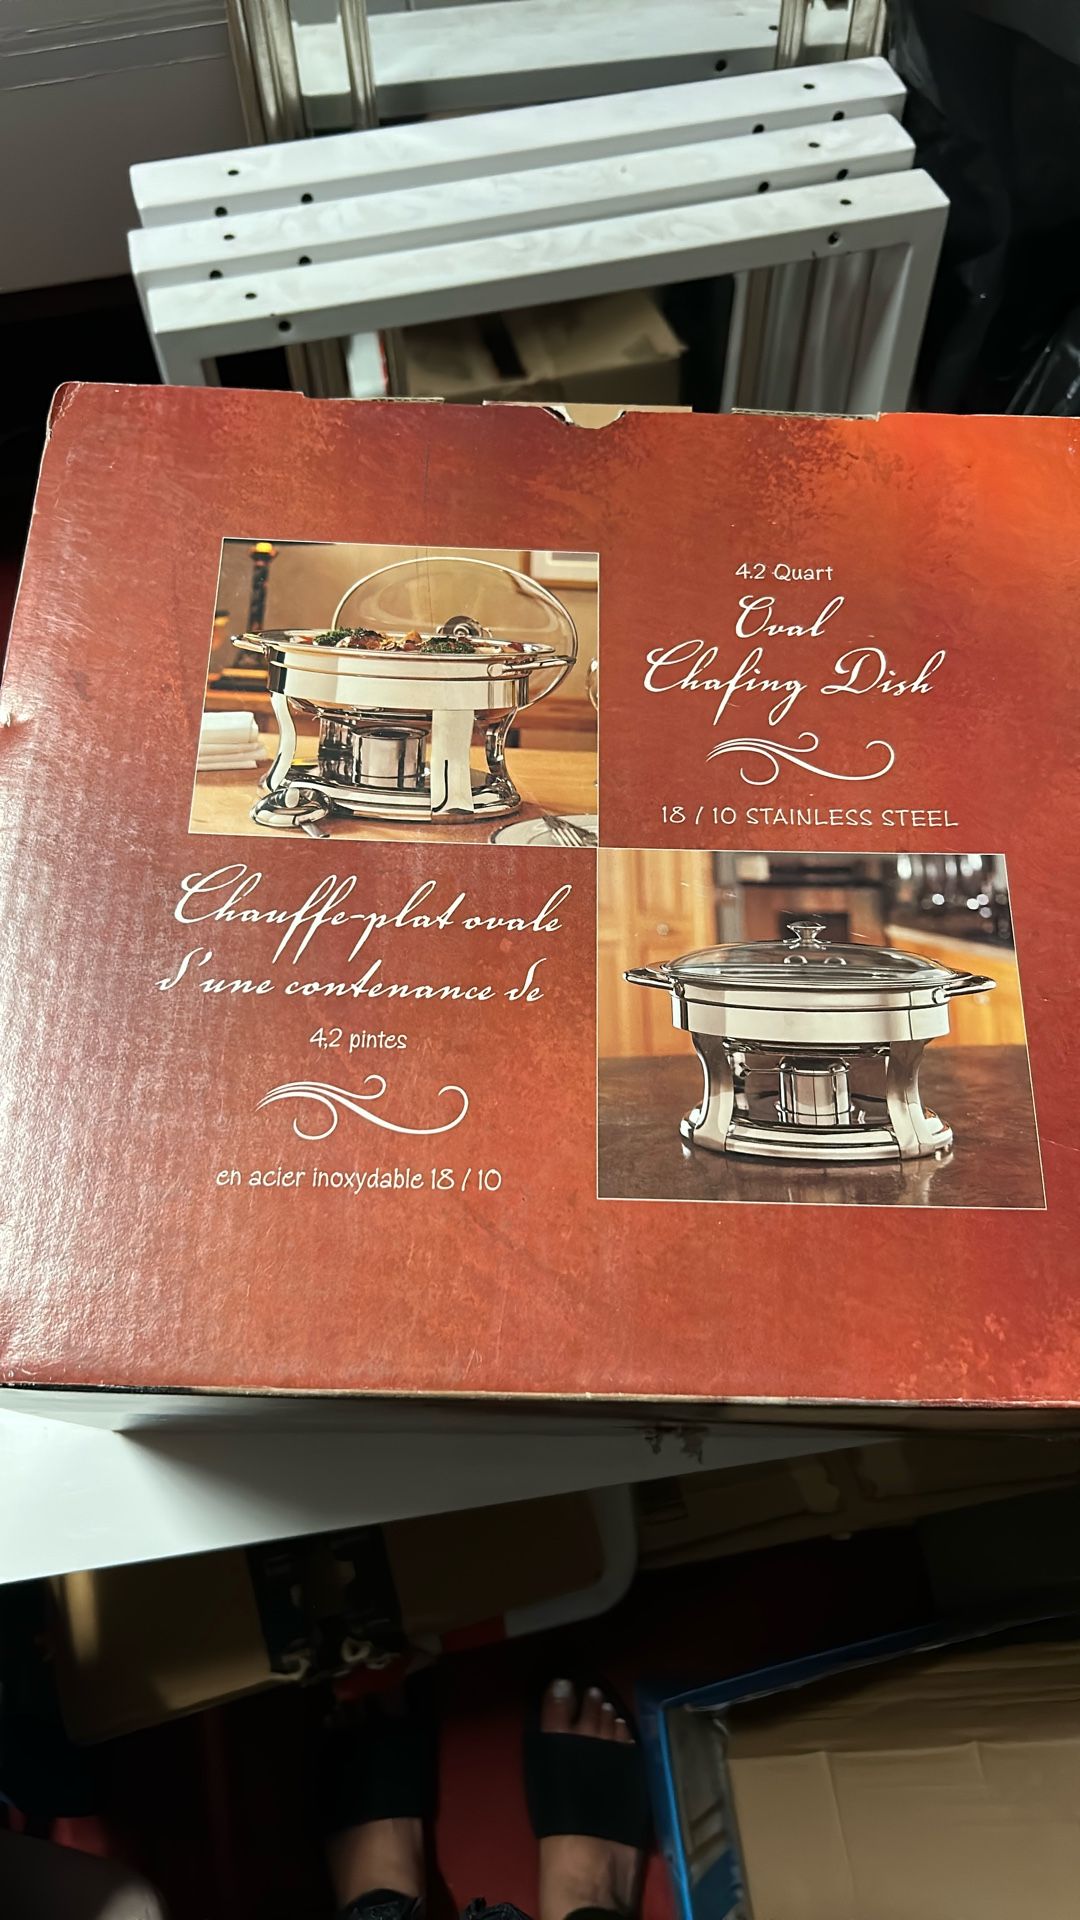 4.2 Quart
Oval
Chafing Dish
18 / 10 STAINLESS STEEL
Chauffe-plat ovale
d'une contenance de
4,2 pintes
en acier inoxydable 18 / 10